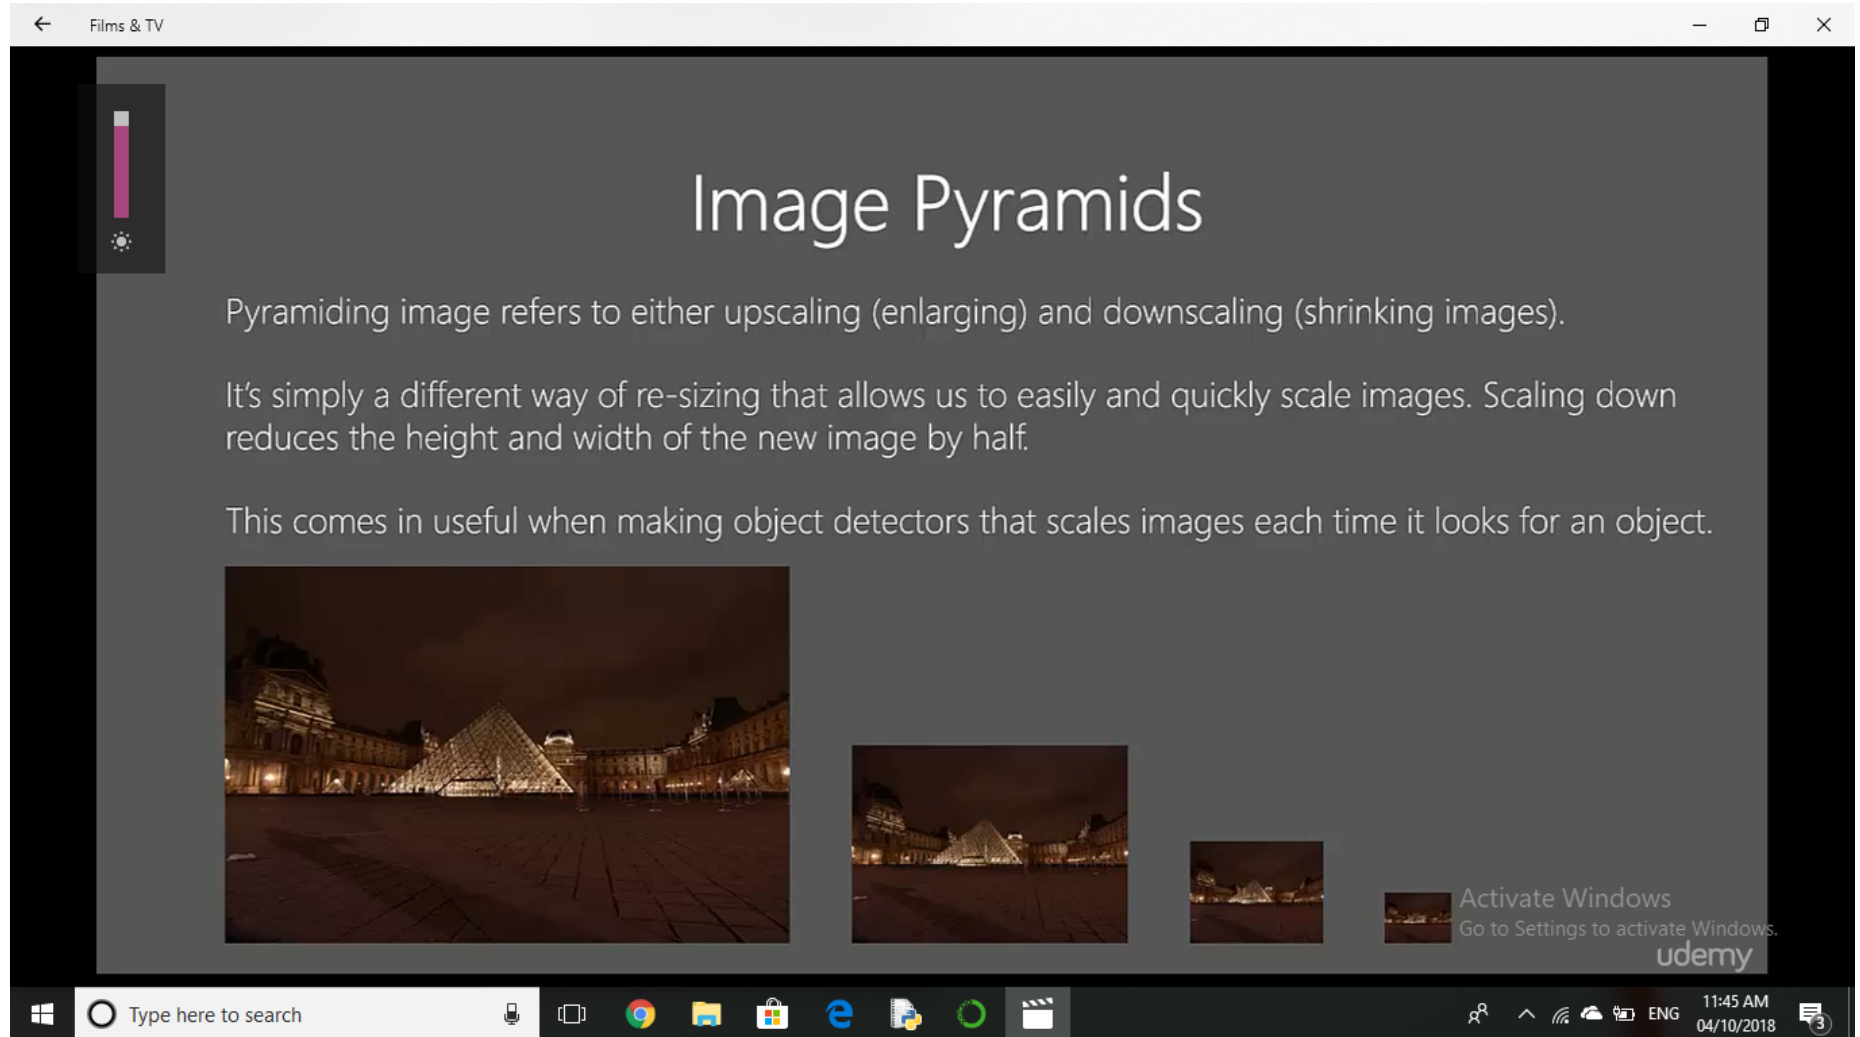 Films & TV
Image Pyramids
Pyramiding image refers to either upscaling (enlarging) and downscaling (shrinking images).
It's simply a different way of re-sizing that allows us to easily and quickly scale images. Scaling down
reduces the height and width of the new image by half.
This comes in useful when making object detectors that scales images each time it looks for an object.
Activate Windows
Go to Settings to activate Windows.
udemy
Type here to search
ENG
11:45 AM
04/10/2018
3